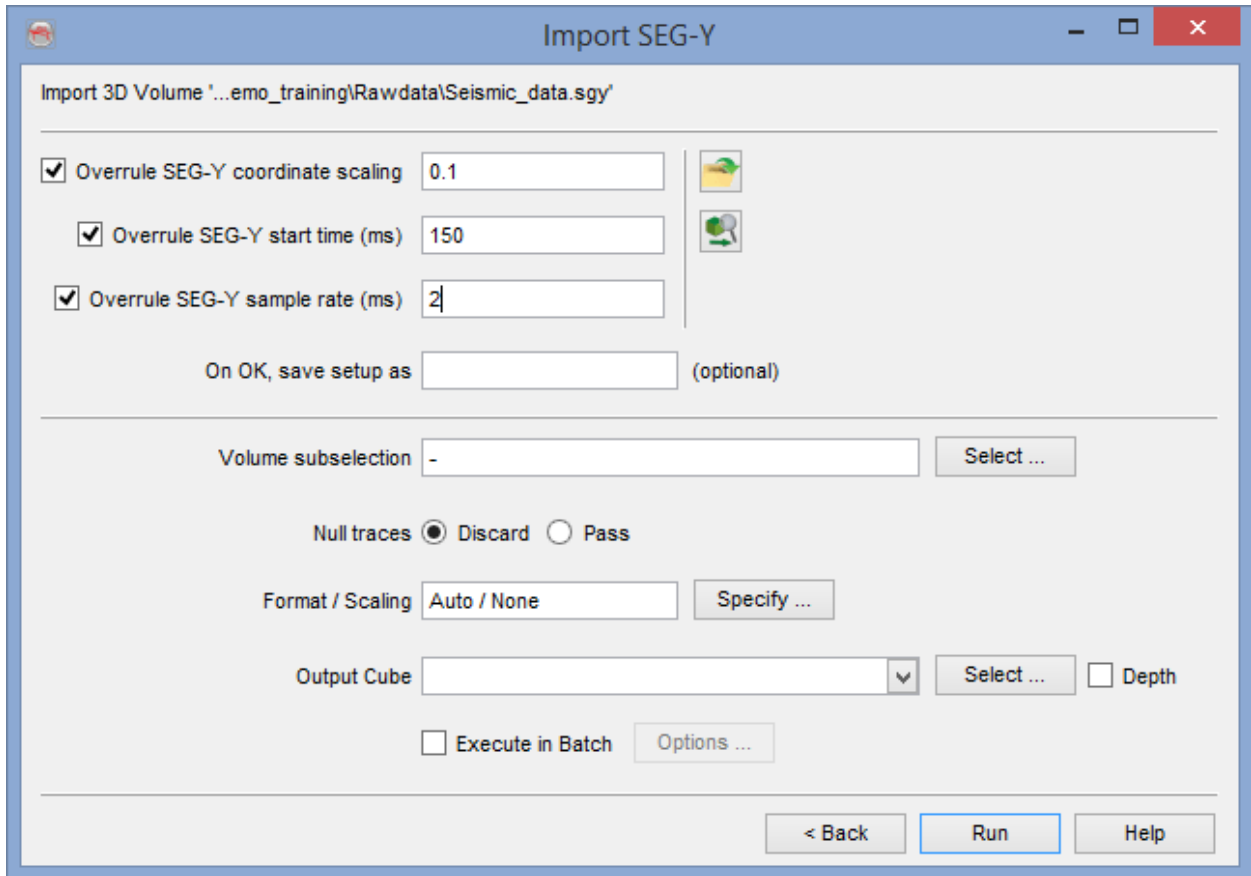 Import SEG-Y
Import 3D Volume '...emo_training\Rawdata\Seismic_data.sgy'
Overrule SEG-Y coordinate scaling 0.1
Overrule SEG-Y start time (ms) 150
Overrule SEG-Y sample rate (ms) 2
On OK, save setup as (optional)
Volume subselection - Select ...
Null traces Discard Pass
Format / Scaling Auto / None Specify ...
Output Cube Select ... Depth
Execute in Batch Options ...
< Back Run Help